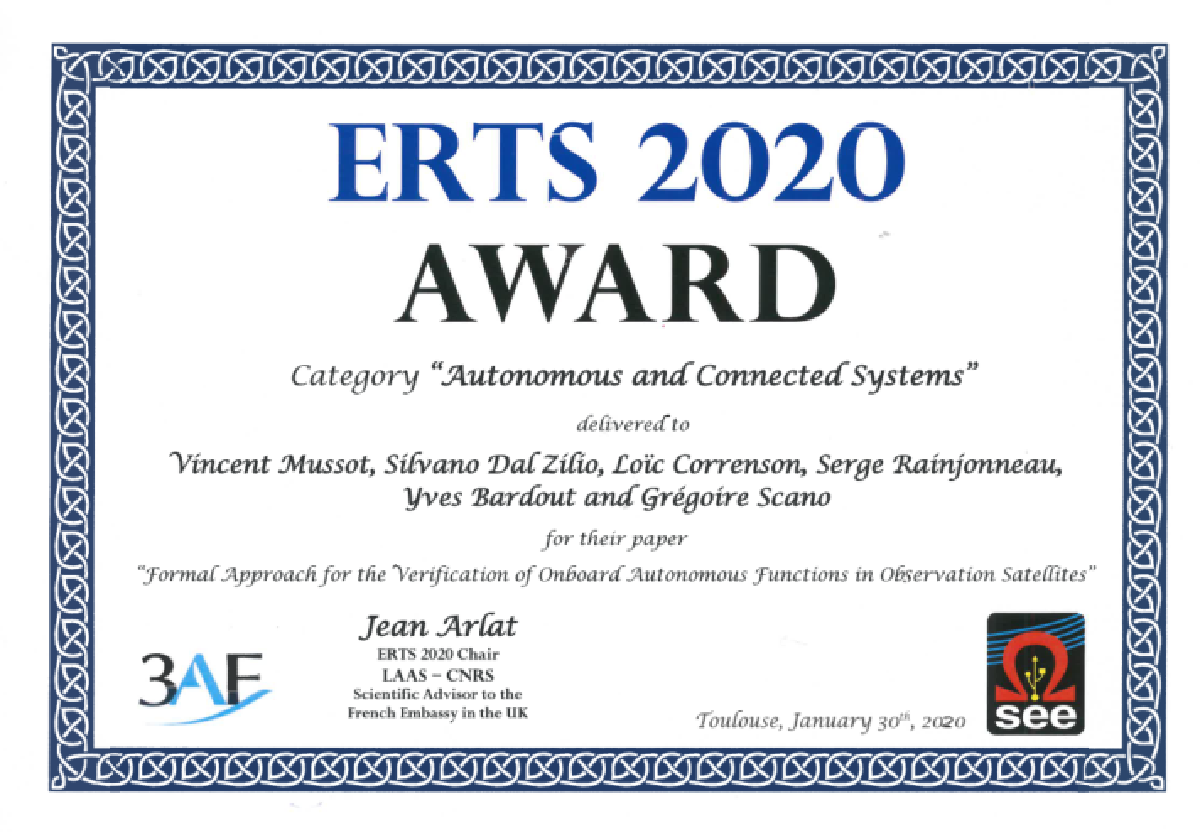 ERTS 2020
AWARD
Category “Autonomous and Connected Systems”
delivered to
Vincent Mussot, Silvano Dal Zilio, Loïc Correnson, Serge Rainjonneau,
Yves Bardout and Grégoire Scano
for their paper
“Formal Approach for the Verification of Onboard Autonomous Functions in Observation Satellites”
Jean Arlat
ERTS 2020 Chair
LAAS – CNRS
Scientific Advisor to the
French Embassy in the UK
3AF
Toulouse, January 30th, 2020
see